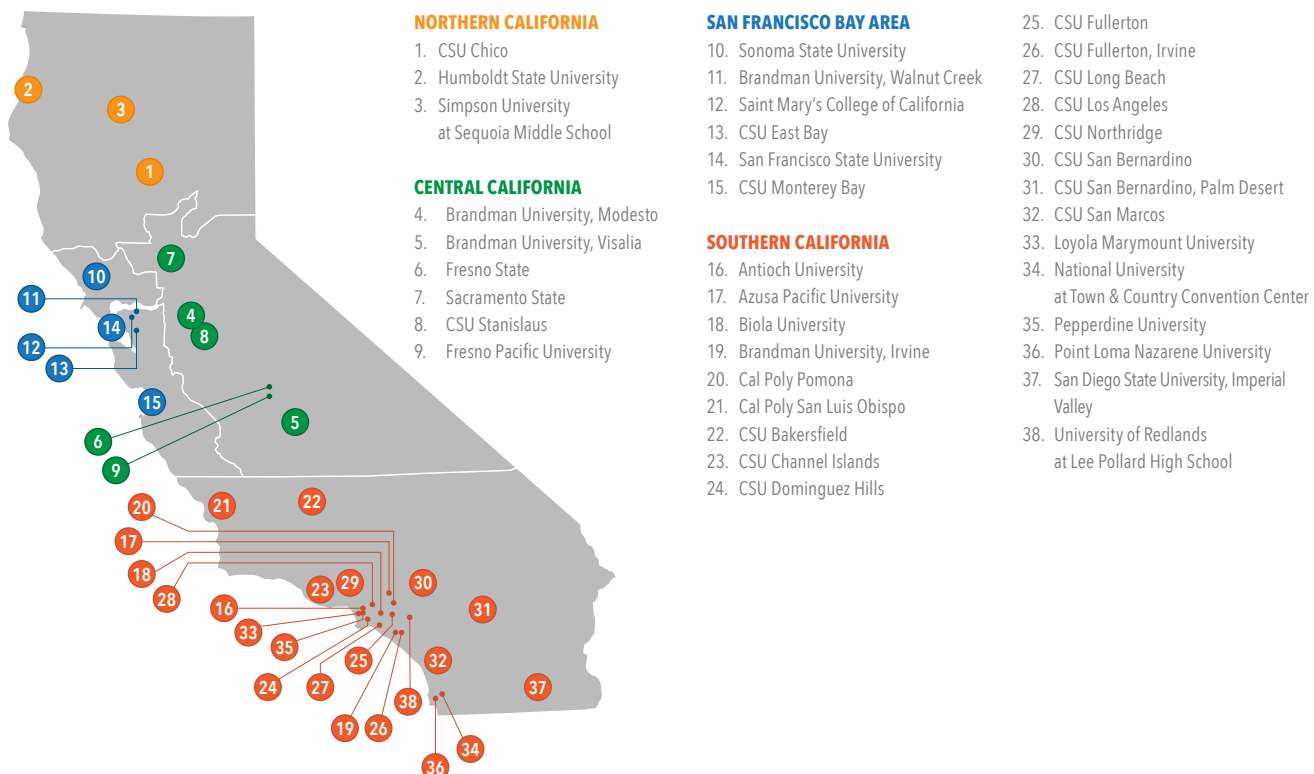 NORTHERN CALIFORNIA
1. CSU Chico
2. Humboldt State University
3. Simpson University
at Sequoia Middle School
CENTRAL CALIFORNIA
4. Brandman University, Modesto
5. Brandman University, Visalia
6. Fresno State
7. Sacramento State
8. CSU Stanislaus
9. Fresno Pacific University
SAN FRANCISCO BAY AREA
10. Sonoma State University
11. Brandman University, Walnut Creek
12. Saint Mary's College of California
13. CSU East Bay
14. San Francisco State University
15. CSU Monterey Bay
SOUTHERN CALIFORNIA
16. Antioch University
17. Azusa Pacific University
18. Biola University
19. Brandman University, Irvine
20. Cal Poly Pomona
21. Cal Poly San Luis Obispo
22. CSU Bakersfield
23. CSU Channel Islands
24. CSU Dominguez Hills
25. CSU Fullerton
26. CSU Fullerton, Irvine
27. CSU Long Beach
28. CSU Los Angeles
29. CSU Northridge
30. CSU San Bernardino
31. CSU San Bernardino, Palm Desert
32. CSU San Marcos
33. Loyola Marymount University
34. National University
at Town & Country Convention Center
35. Pepperdine University
36. Point Loma Nazarene University
37. San Diego State University, Imperial
Valley
38. University of Redlands
at Lee Pollard High School
2
3
1
7
10
11
4
14
8
12
13
15
5
6
9
21
22
20
17
18
28
23
29
30
16
31
33
35
25
32
24
27
37
38
19
26
34
36